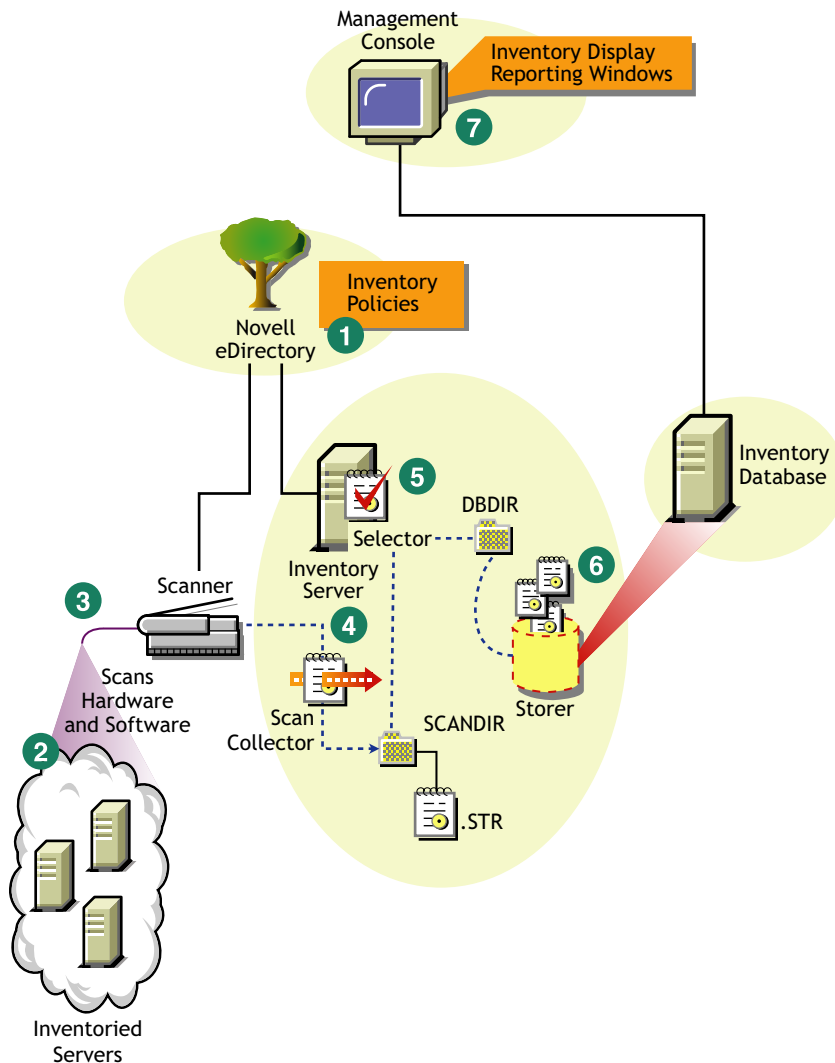 Management
Console
Inventory Display
Reporting Windows
7
Inventory
Policies
1
Novell
eDirectory
5
Selector
Inventory
Server
DBDIR
Inventory
Database
6
Storer
Scanner
3
4
Scans
Hardware
and Software
Scan
Collector
SCANDIR
.STR
2
Inventoried
Servers